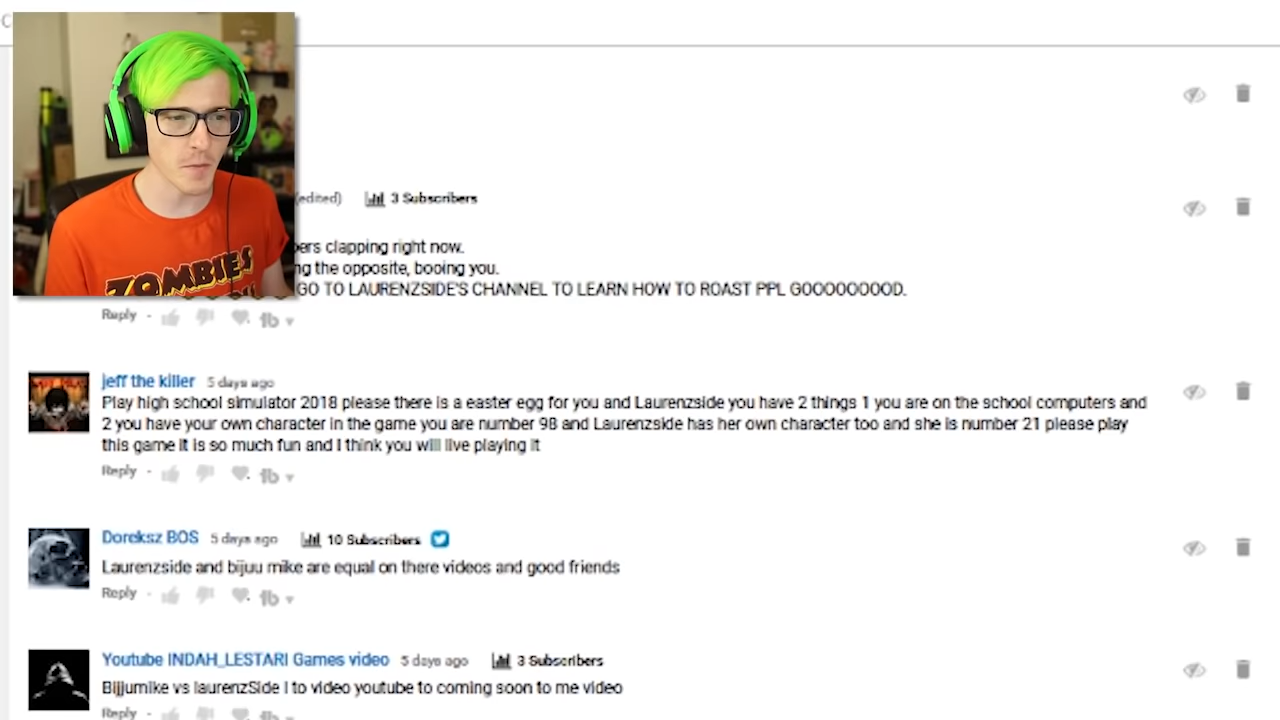 (edited) 3 Subscribers
bers clapping right now.
ng the opposite, booing you.
GO TO LAURENZSIDE'S CHANNEL TO LEARN HOW TO ROAST PPL GOOOOOOOOD.
Reply
jeff the killer 5 days ago
Play high school simulator 2018 please there is a easter egg for you and Laurenzside you have 2 things 1 you are on the school computers and
2 you have your own character in the game you are number 98 and Laurenzside has her own character too and she is number 21 please play
this game it is so much fun and I think you will live playing it
Reply
Doreksz BOS 5 days ago 10 Subscribers
Laurenzside and bijuu mike are equal on there videos and good friends
Reply
Youtube INDAH_LESTARI Games video 5 days ago 3 Subscribers
Bijjumike vs laurenzSide I to video youtube to coming soon to me video
Reply
ZOMBIES